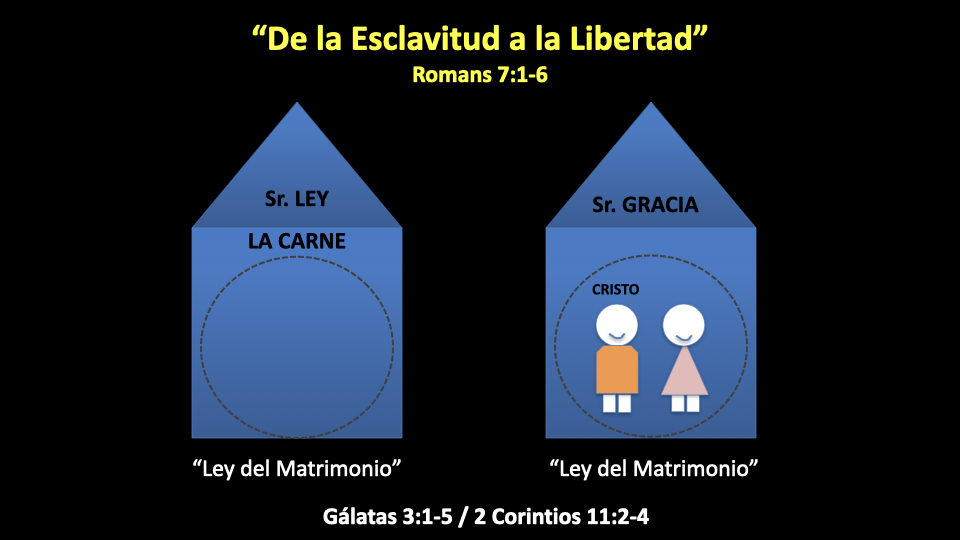 “De la Esclavitud a la Libertad”
Romans 7:1-6
Sr. LEY
LA CARNE
“Ley del Matrimonio”
Sr. GRACIA
CRISTO
“Ley del Matrimonio”
Gálatas 3:1-5 / 2 Corintios 11:2-4